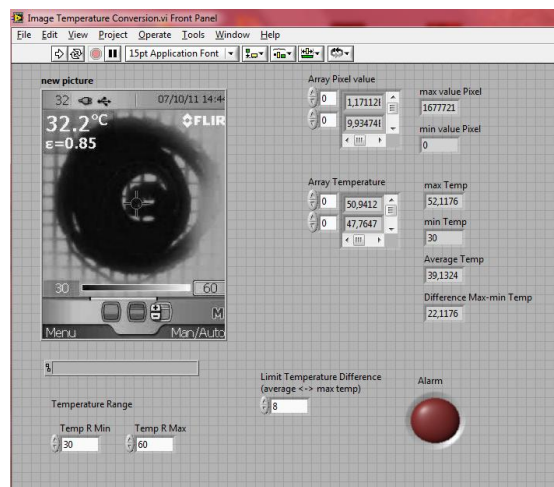 Image Temperature Conversion.vi Front Panel
File Edit View Project Operate Tools Window Help
15pt Application Font
new picture
32 07/10/11 14:44
32.2°C
FLIR
ε=0.85
30 60
M
Menu Man/Auto
%
Temperature Range
Temp R Min Temp R Max
30 60
Array Pixel value
0 1,171128
0 9,93474
max value Pixel
1677721
min value Pixel
0
Array Temperature
0 50,9412
0 47,7647
max Temp
52,1176
min Temp
30
Average Temp
39,1324
Difference Max-min Temp
22,1176
Limit Temperature Difference
(average <-> max temp)
8
Alarm